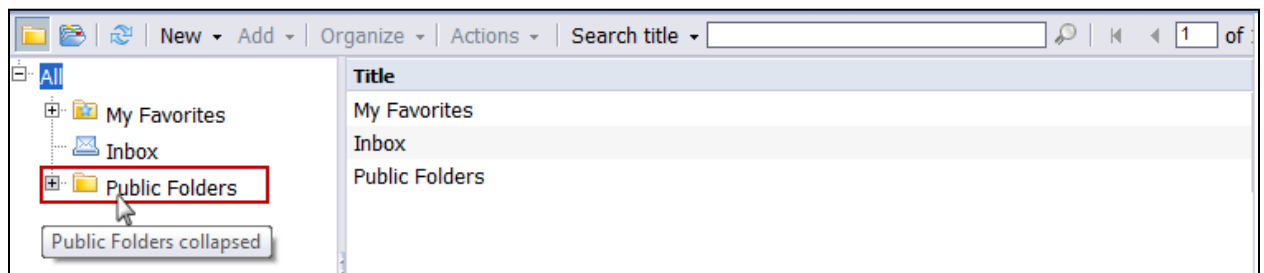 New Add Organize Actions Search title 1 of
All
My Favorites
Inbox
Public Folders
Public Folders collapsed
Title
My Favorites
Inbox
Public Folders